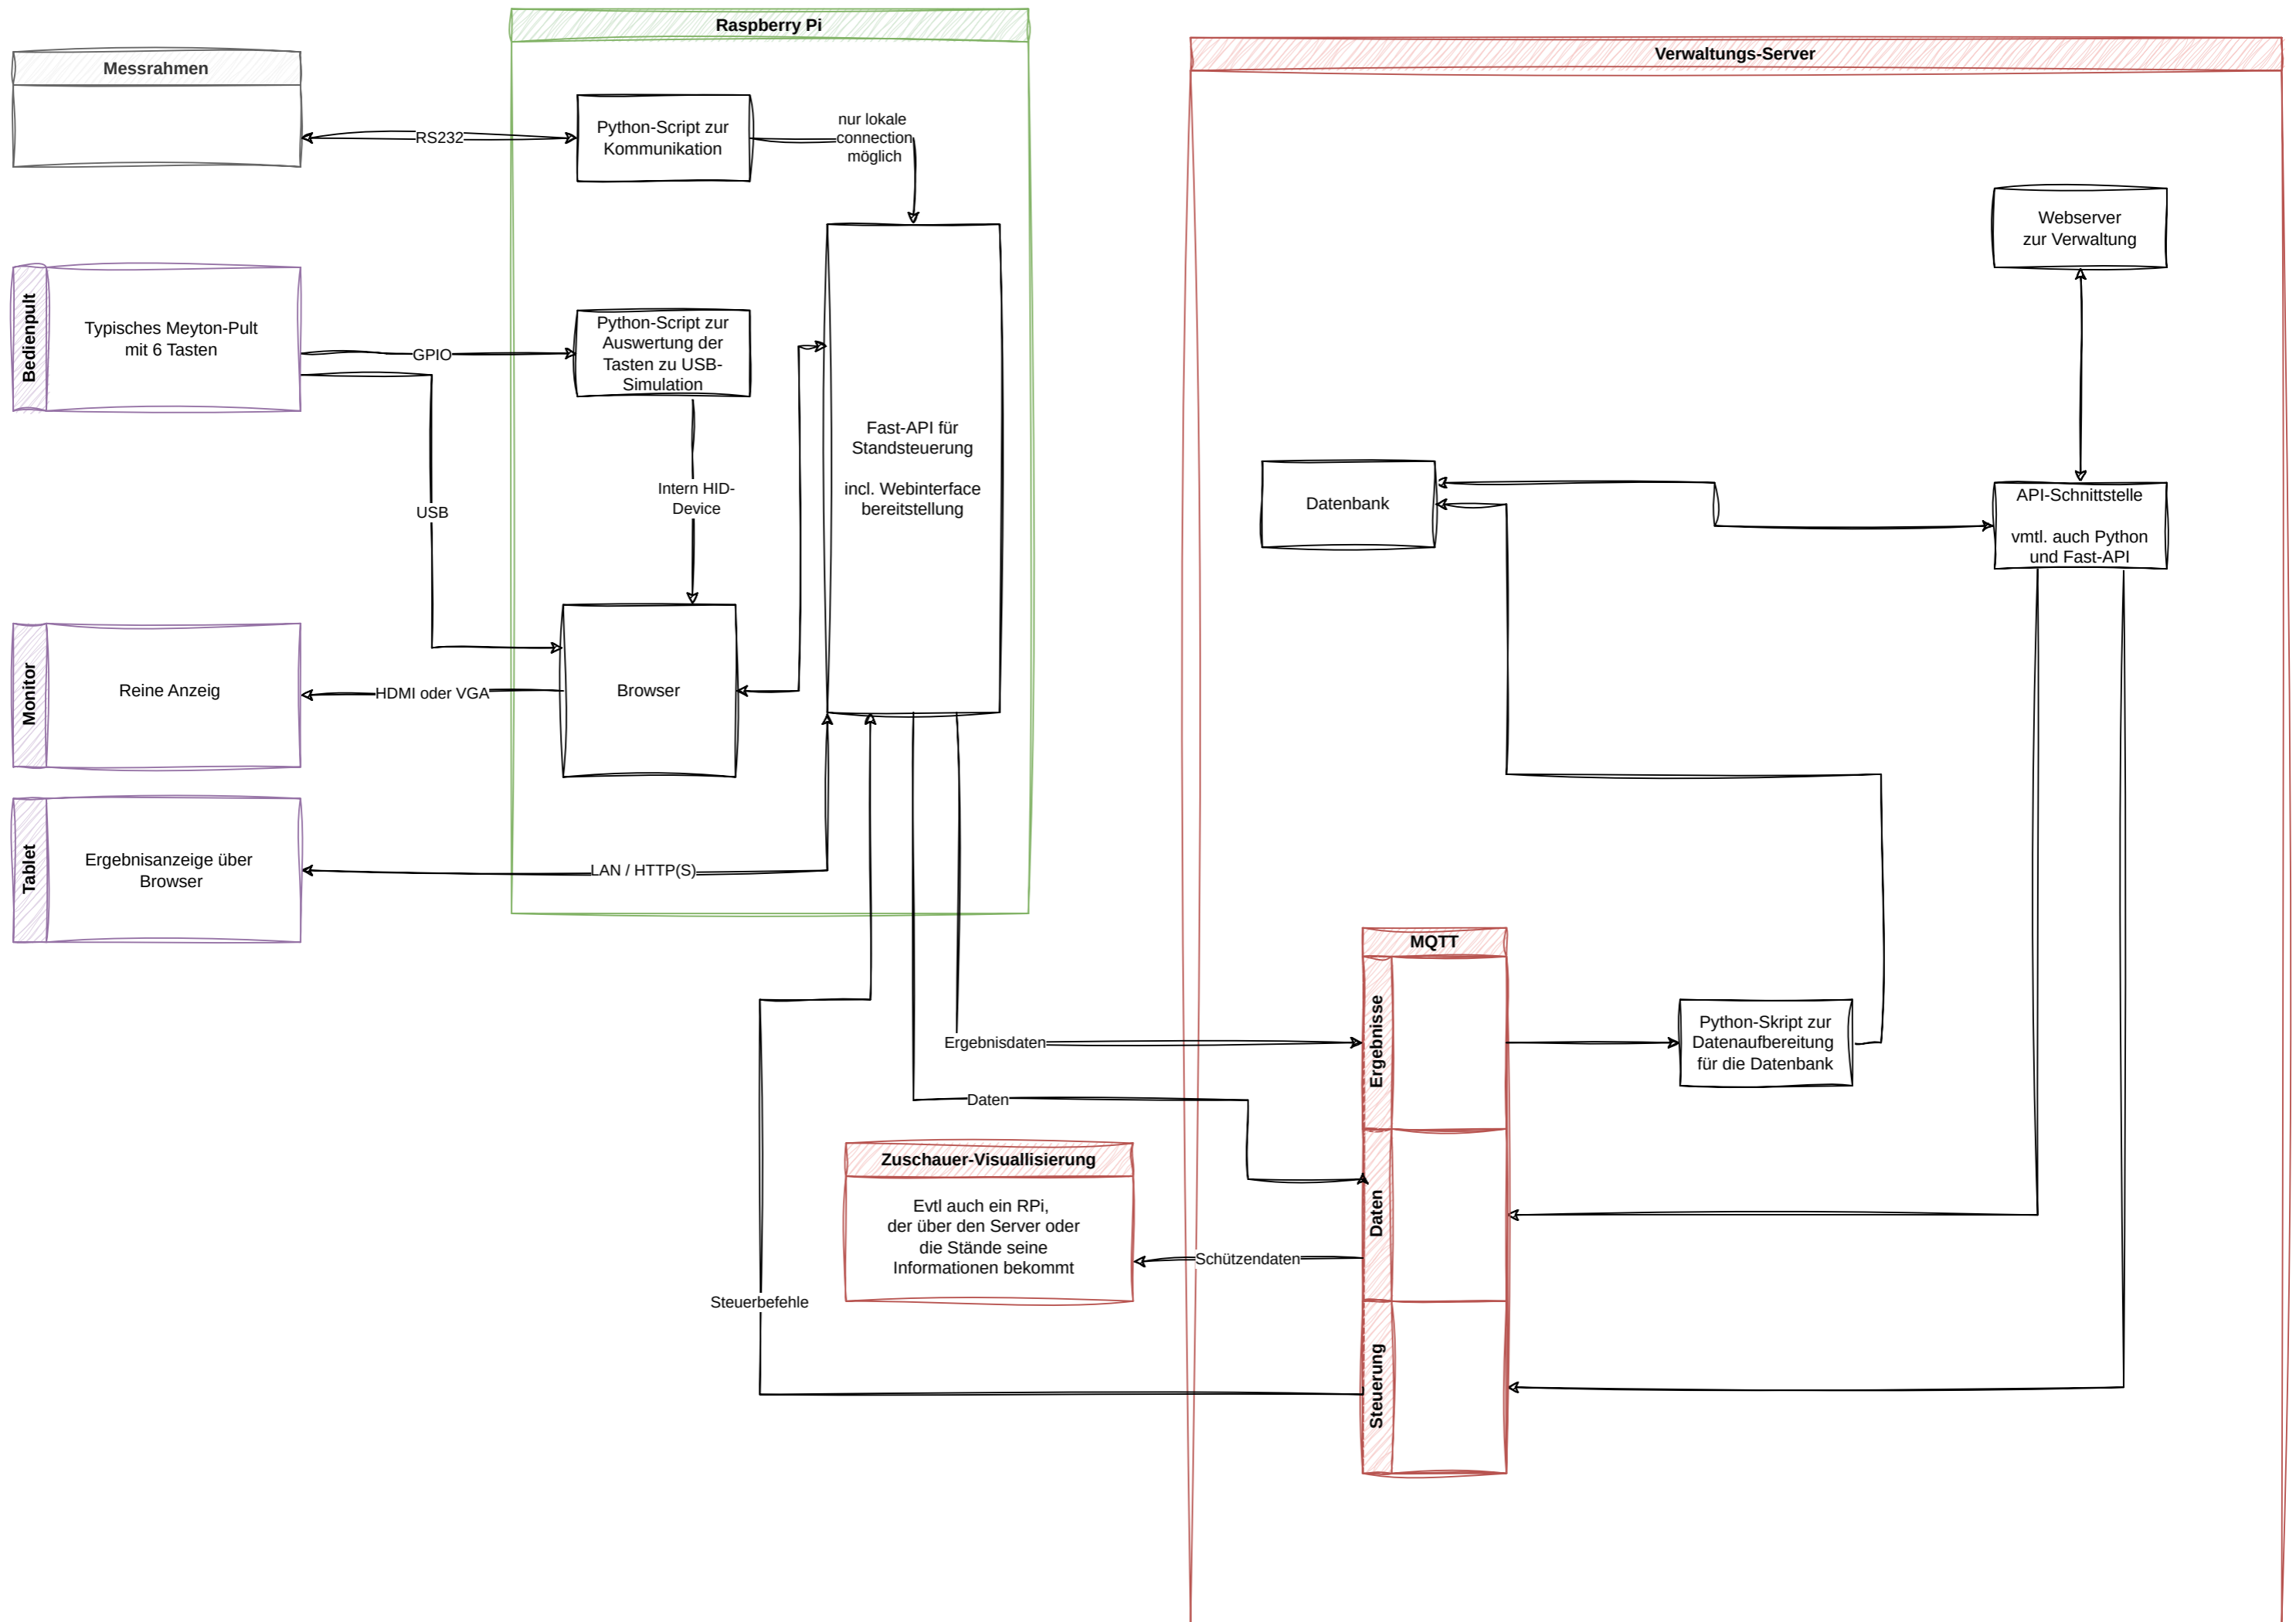 Raspberry Pi
Verwaltungs-Server
Messrahmen
RS232
Python-Script zur
Kommunikation
nur lokale
connection
möglich
Webserver
zur Verwaltung
Bedienpult
Typisches Meyton-Pult
mit 6 Tasten
GPIO
USB
Python-Script zur
Auswertung der
Tasten zu USB-
Simulation
Intern HID-
Device
Fast-API für
Standsteuerung
incl. Webinterface
bereitstellung
Datenbank
API-Schnittstelle
vmtl. auch Python
und Fast-API
Monitor
Reine Anzeig
HDMI oder VGA
Browser
Tablet
Ergebnisanzeige über
Browser
LAN / HTTP(S)
MQTT
Ergebnisse
Ergebnisdaten
Python-Skript zur
Datenaufbereitung
für die Datenbank
Daten
Daten
Zuschauer-Visuallisierung
Evtl auch ein RPi,
der über den Server oder
die Stände seine
Informationen bekommt
Schützendaten
Steuerbefehle
Steuerung